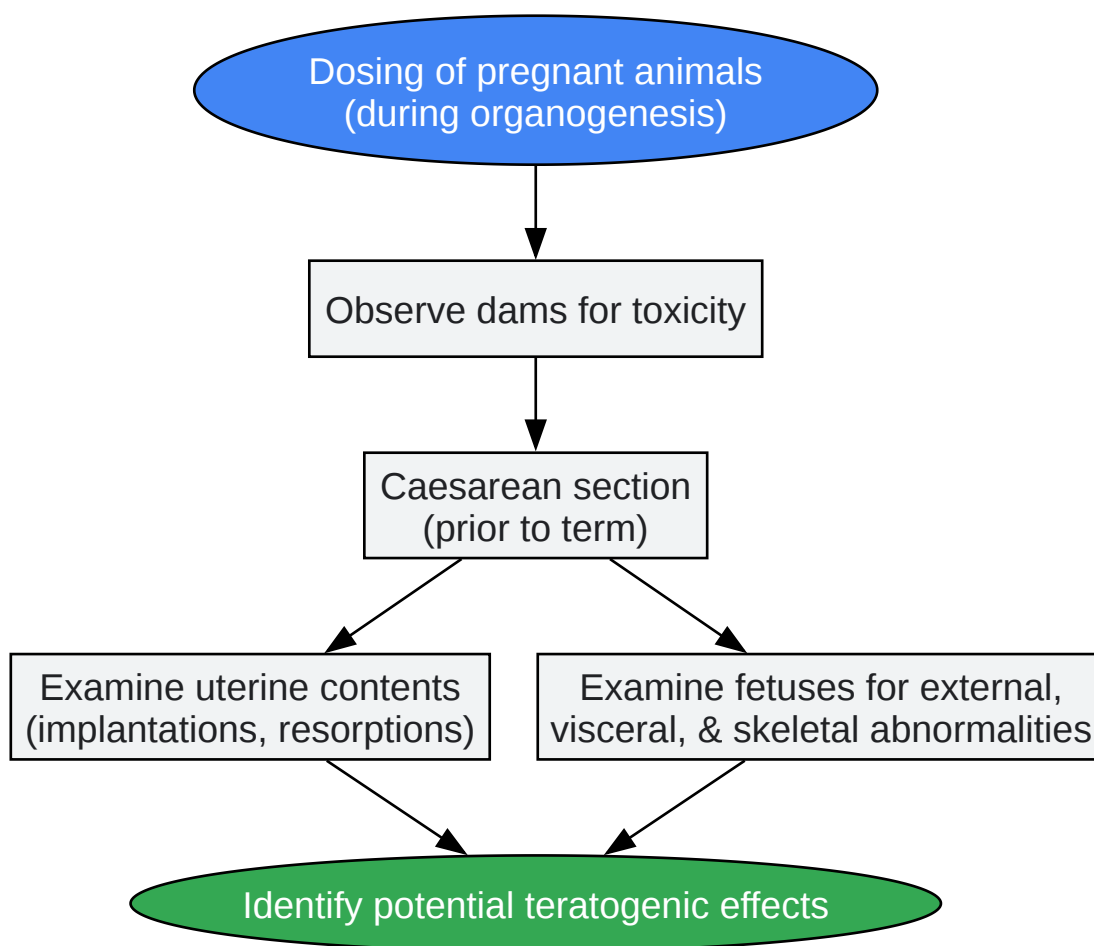 Dosing of pregnant animals
(during organogenesis)
Observe dams for toxicity
Caesarean section
(prior to term)
Examine uterine contents
(implantations, resorptions)
Examine fetuses for external,
visceral, & skeletal abnormalities
Identify potential teratogenic effects